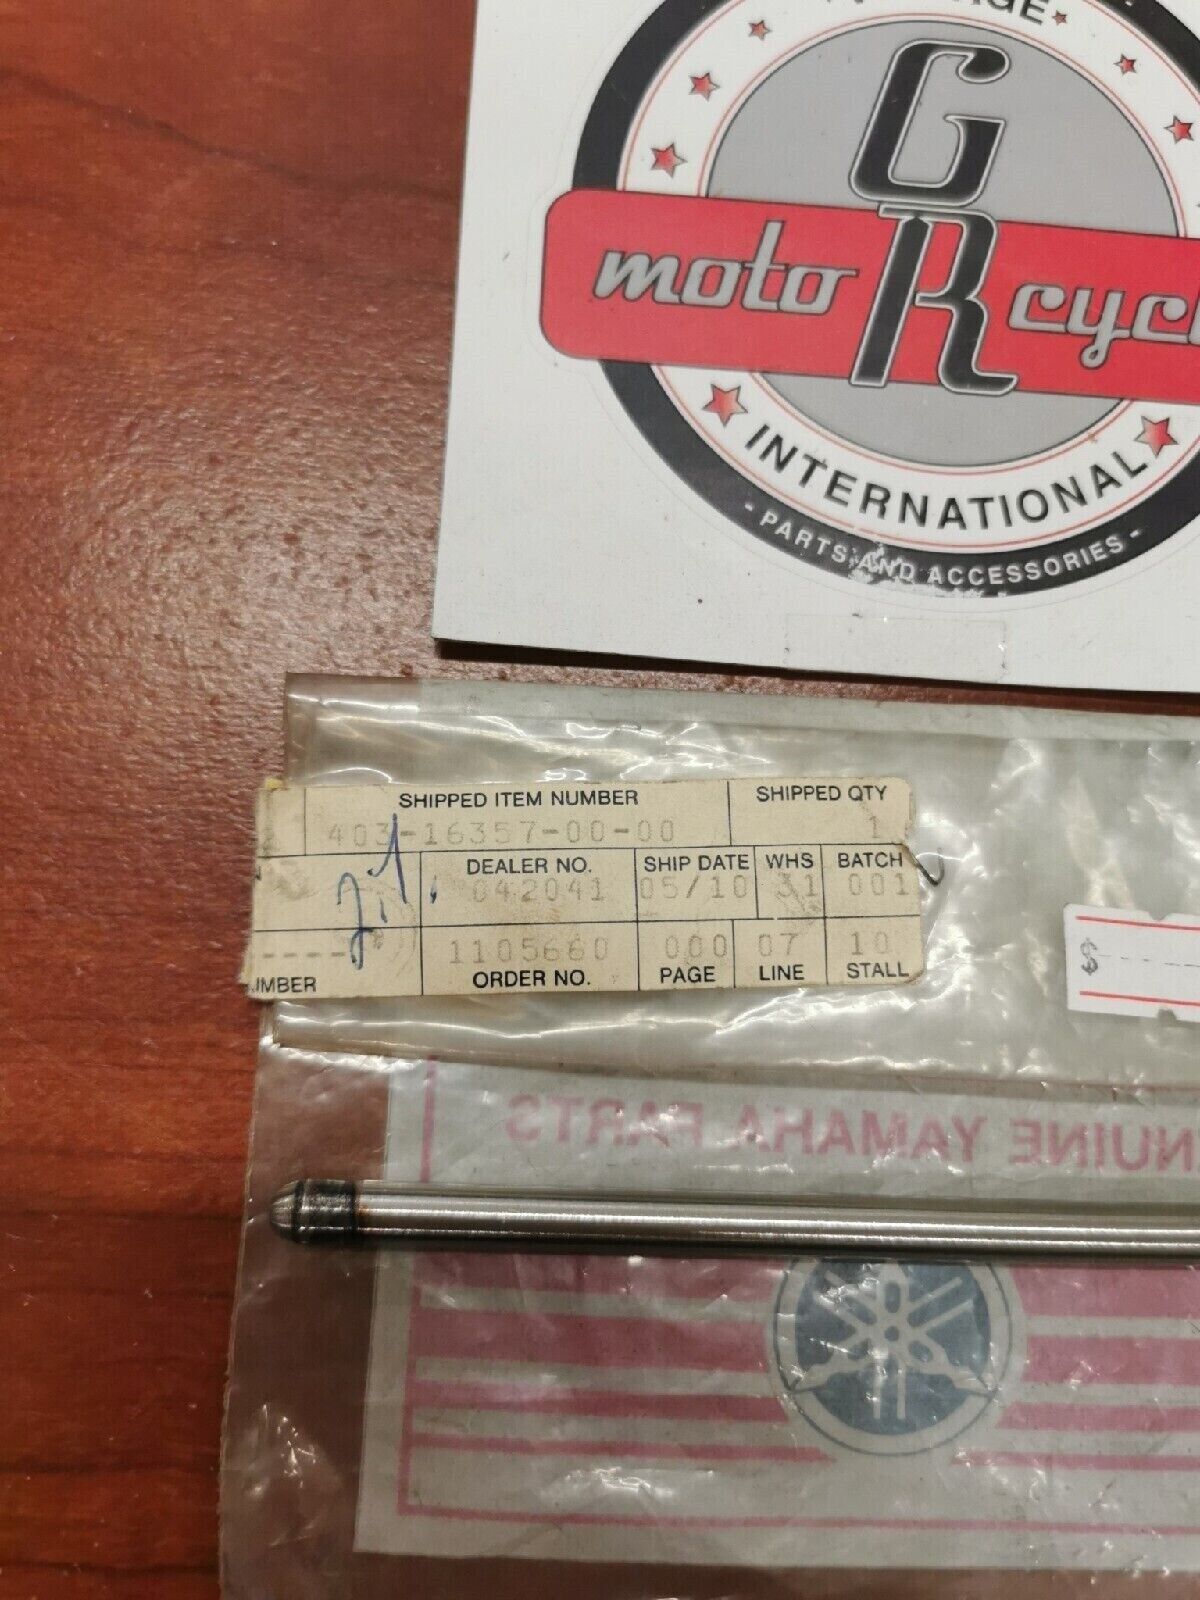 G
R
moto cycl
INTERNATIONAL
- PARTS AND ACCESSORIES -
SHIPPED ITEM NUMBER SHIPPED QTY
403-16357-00-00 1
DEALER NO. SHIP DATE WHS BATCH
042041 05/10 31 001
---- 1105660 000 07 10
UMBER ORDER NO. PAGE LINE STALL
$
NUINE YAMAHA PARTS